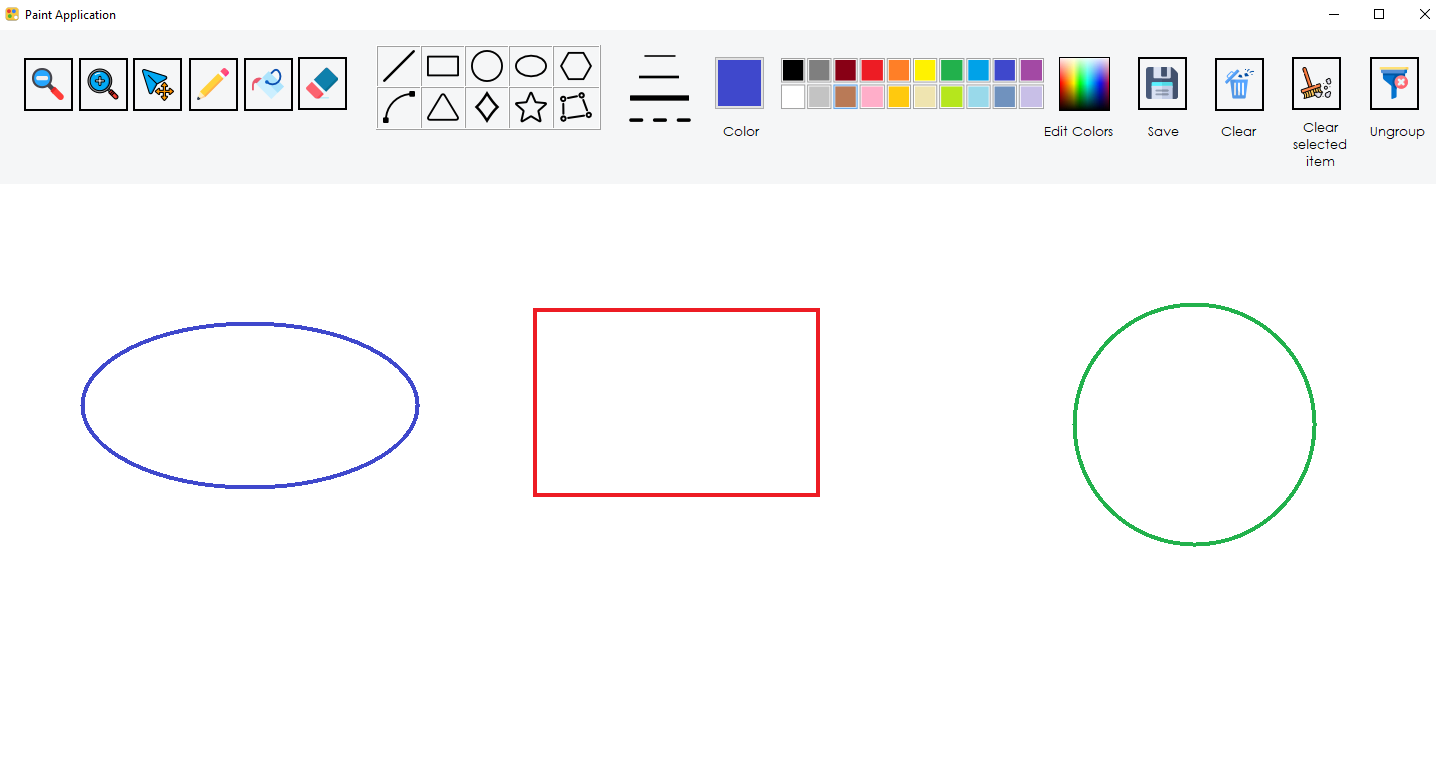 Paint Application
Color
Edit Colors
Save
Clear
Clear
selected
item
Ungroup